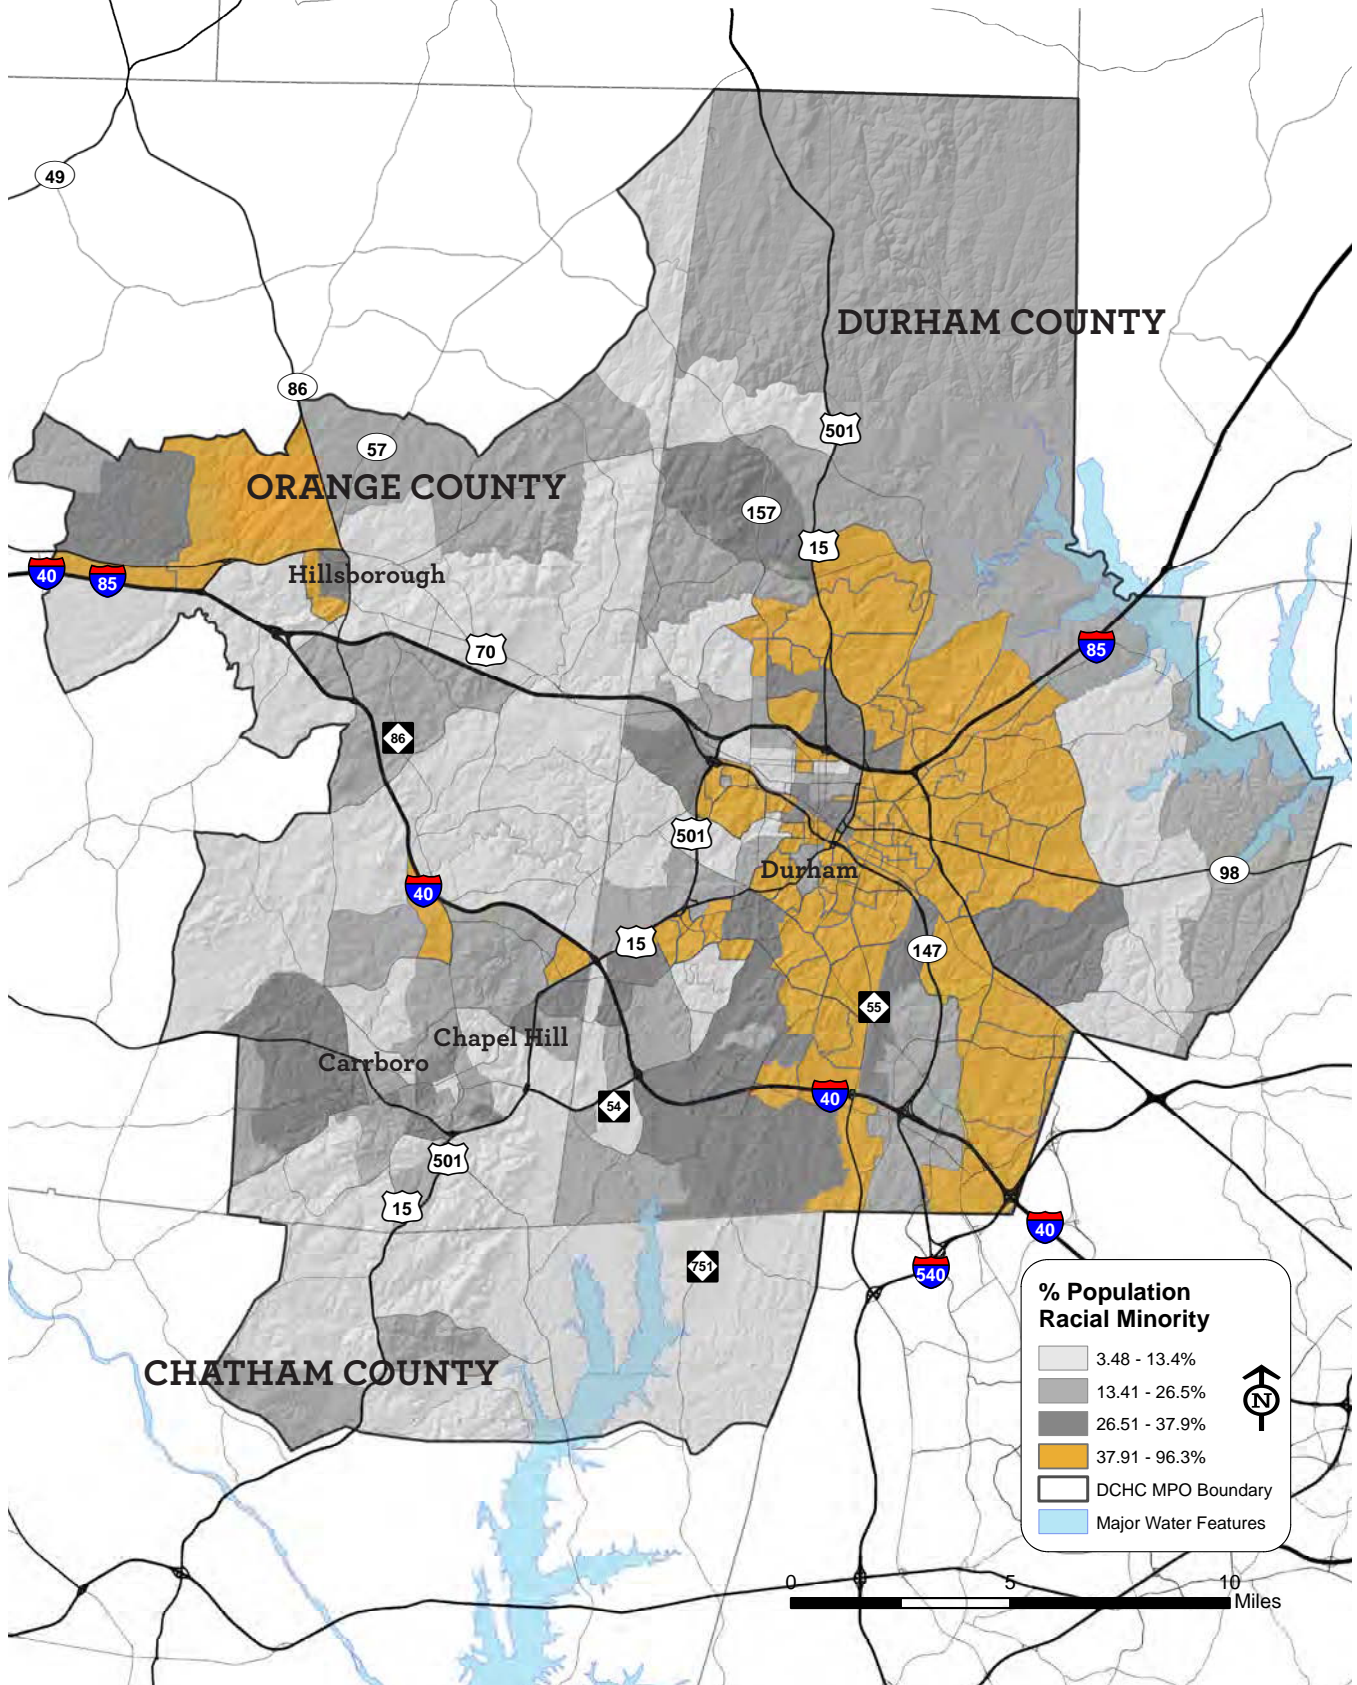 49
DURHAM COUNTY
86
501
57
ORANGE COUNTY
157
15
40
85
Hillsborough
70
85
86
501
Durham
98
40
15
147
55
Chapel Hill
Carrboro
40
54
501
15
40
751
540
% Population
Racial Minority
3.48 - 13.4%
13.41 - 26.5%
N
26.51 - 37.9%
CHATHAM COUNTY
37.91 - 96.3%
DCHC MPO Boundary
Major Water Features
0 5 10
Miles